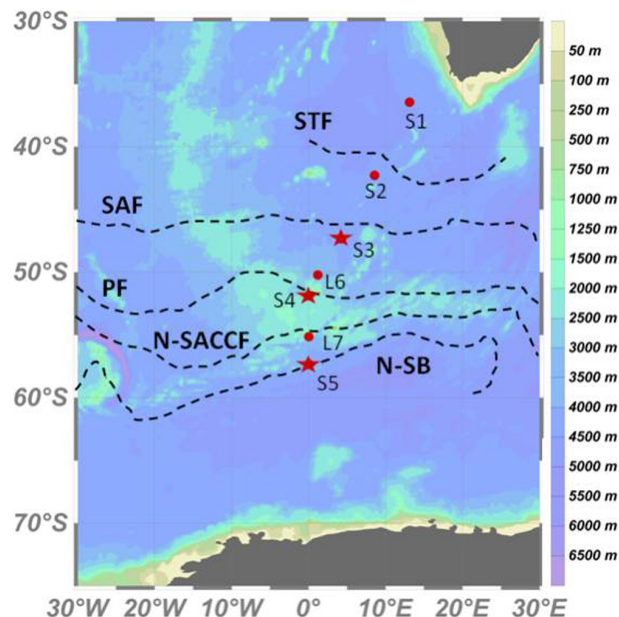 30°S
40°S
50°S
60°S
70°S
STF
S1
S2
SAF
S3
L6
PF
S4
N-SACCF
L7
N-SB
S5
30°W 20°W 10°W 0° 10°E 20°E 30°E
50 m
100 m
250 m
500 m
750 m
1000 m
1250 m
1500 m
2000 m
2500 m
3000 m
3500 m
4000 m
4500 m
5000 m
5500 m
6000 m
6500 m